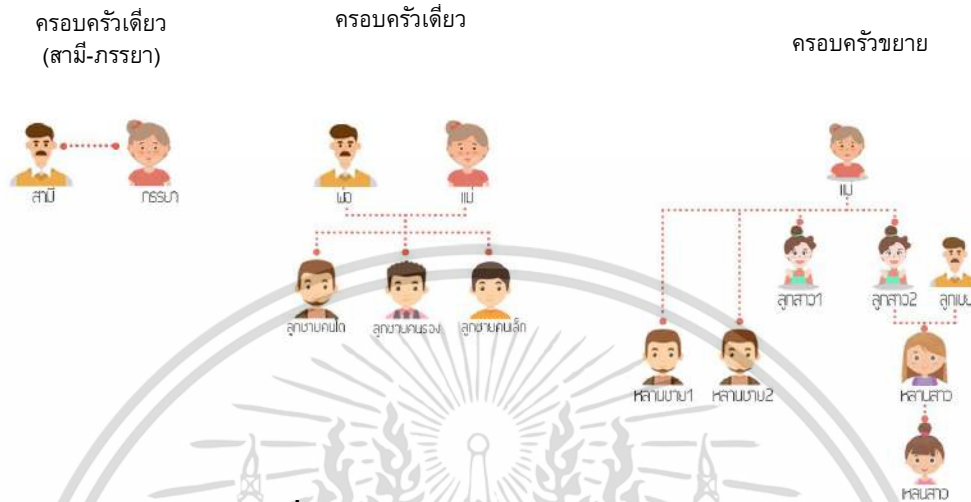 ครอบครัวเดี่ยว
(สามี-ภรรยา)
ครอบครัวเดี่ยว
ครอบครัวขยาย
สามี
ภรรยา
พ่อ
แม่
ลูกชายคนโต
ลูกชายคนรอง
ลูกชายคนเล็ก
แม่
ลูกสาว1
ลูกสาว2
ลูกเขย
หลานชาย1
หลานชาย2
หลานสาว
เหลนสาว